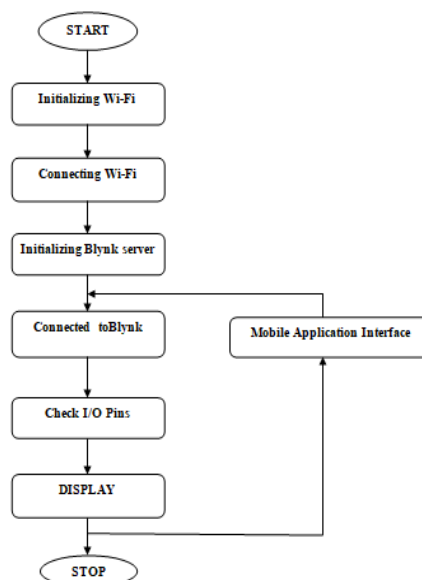 START
Initializing Wi-Fi
Connecting Wi-Fi
Initializing Blynk server
Connected toBlynk
Mobile Application Interface
Check I/O Pins
DISPLAY
STOP